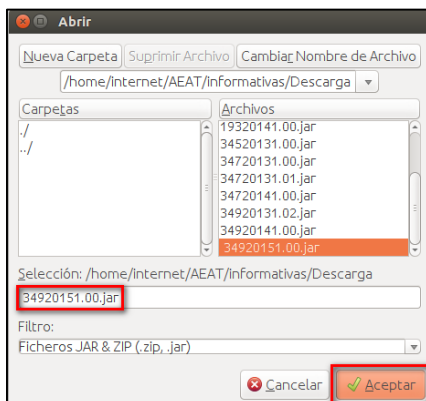 Abrir
Nueva Carpeta Suprimir Archivo Cambiar Nombre de Archivo
/home/internet/AEAT/informativas/Descarga
Carpetas Archivos
./
../
19320141.00.jar
34520131.00.jar
34720131.00.jar
34720131.01.jar
34720141.00.jar
34920131.02.jar
34920141.00.jar
34920151.00.jar
Selección: /home/internet/AEAT/informativas/Descarga
34920151.00.jar
Filtro:
Ficheros JAR & ZIP (.zip, .jar)
Cancelar Aceptar